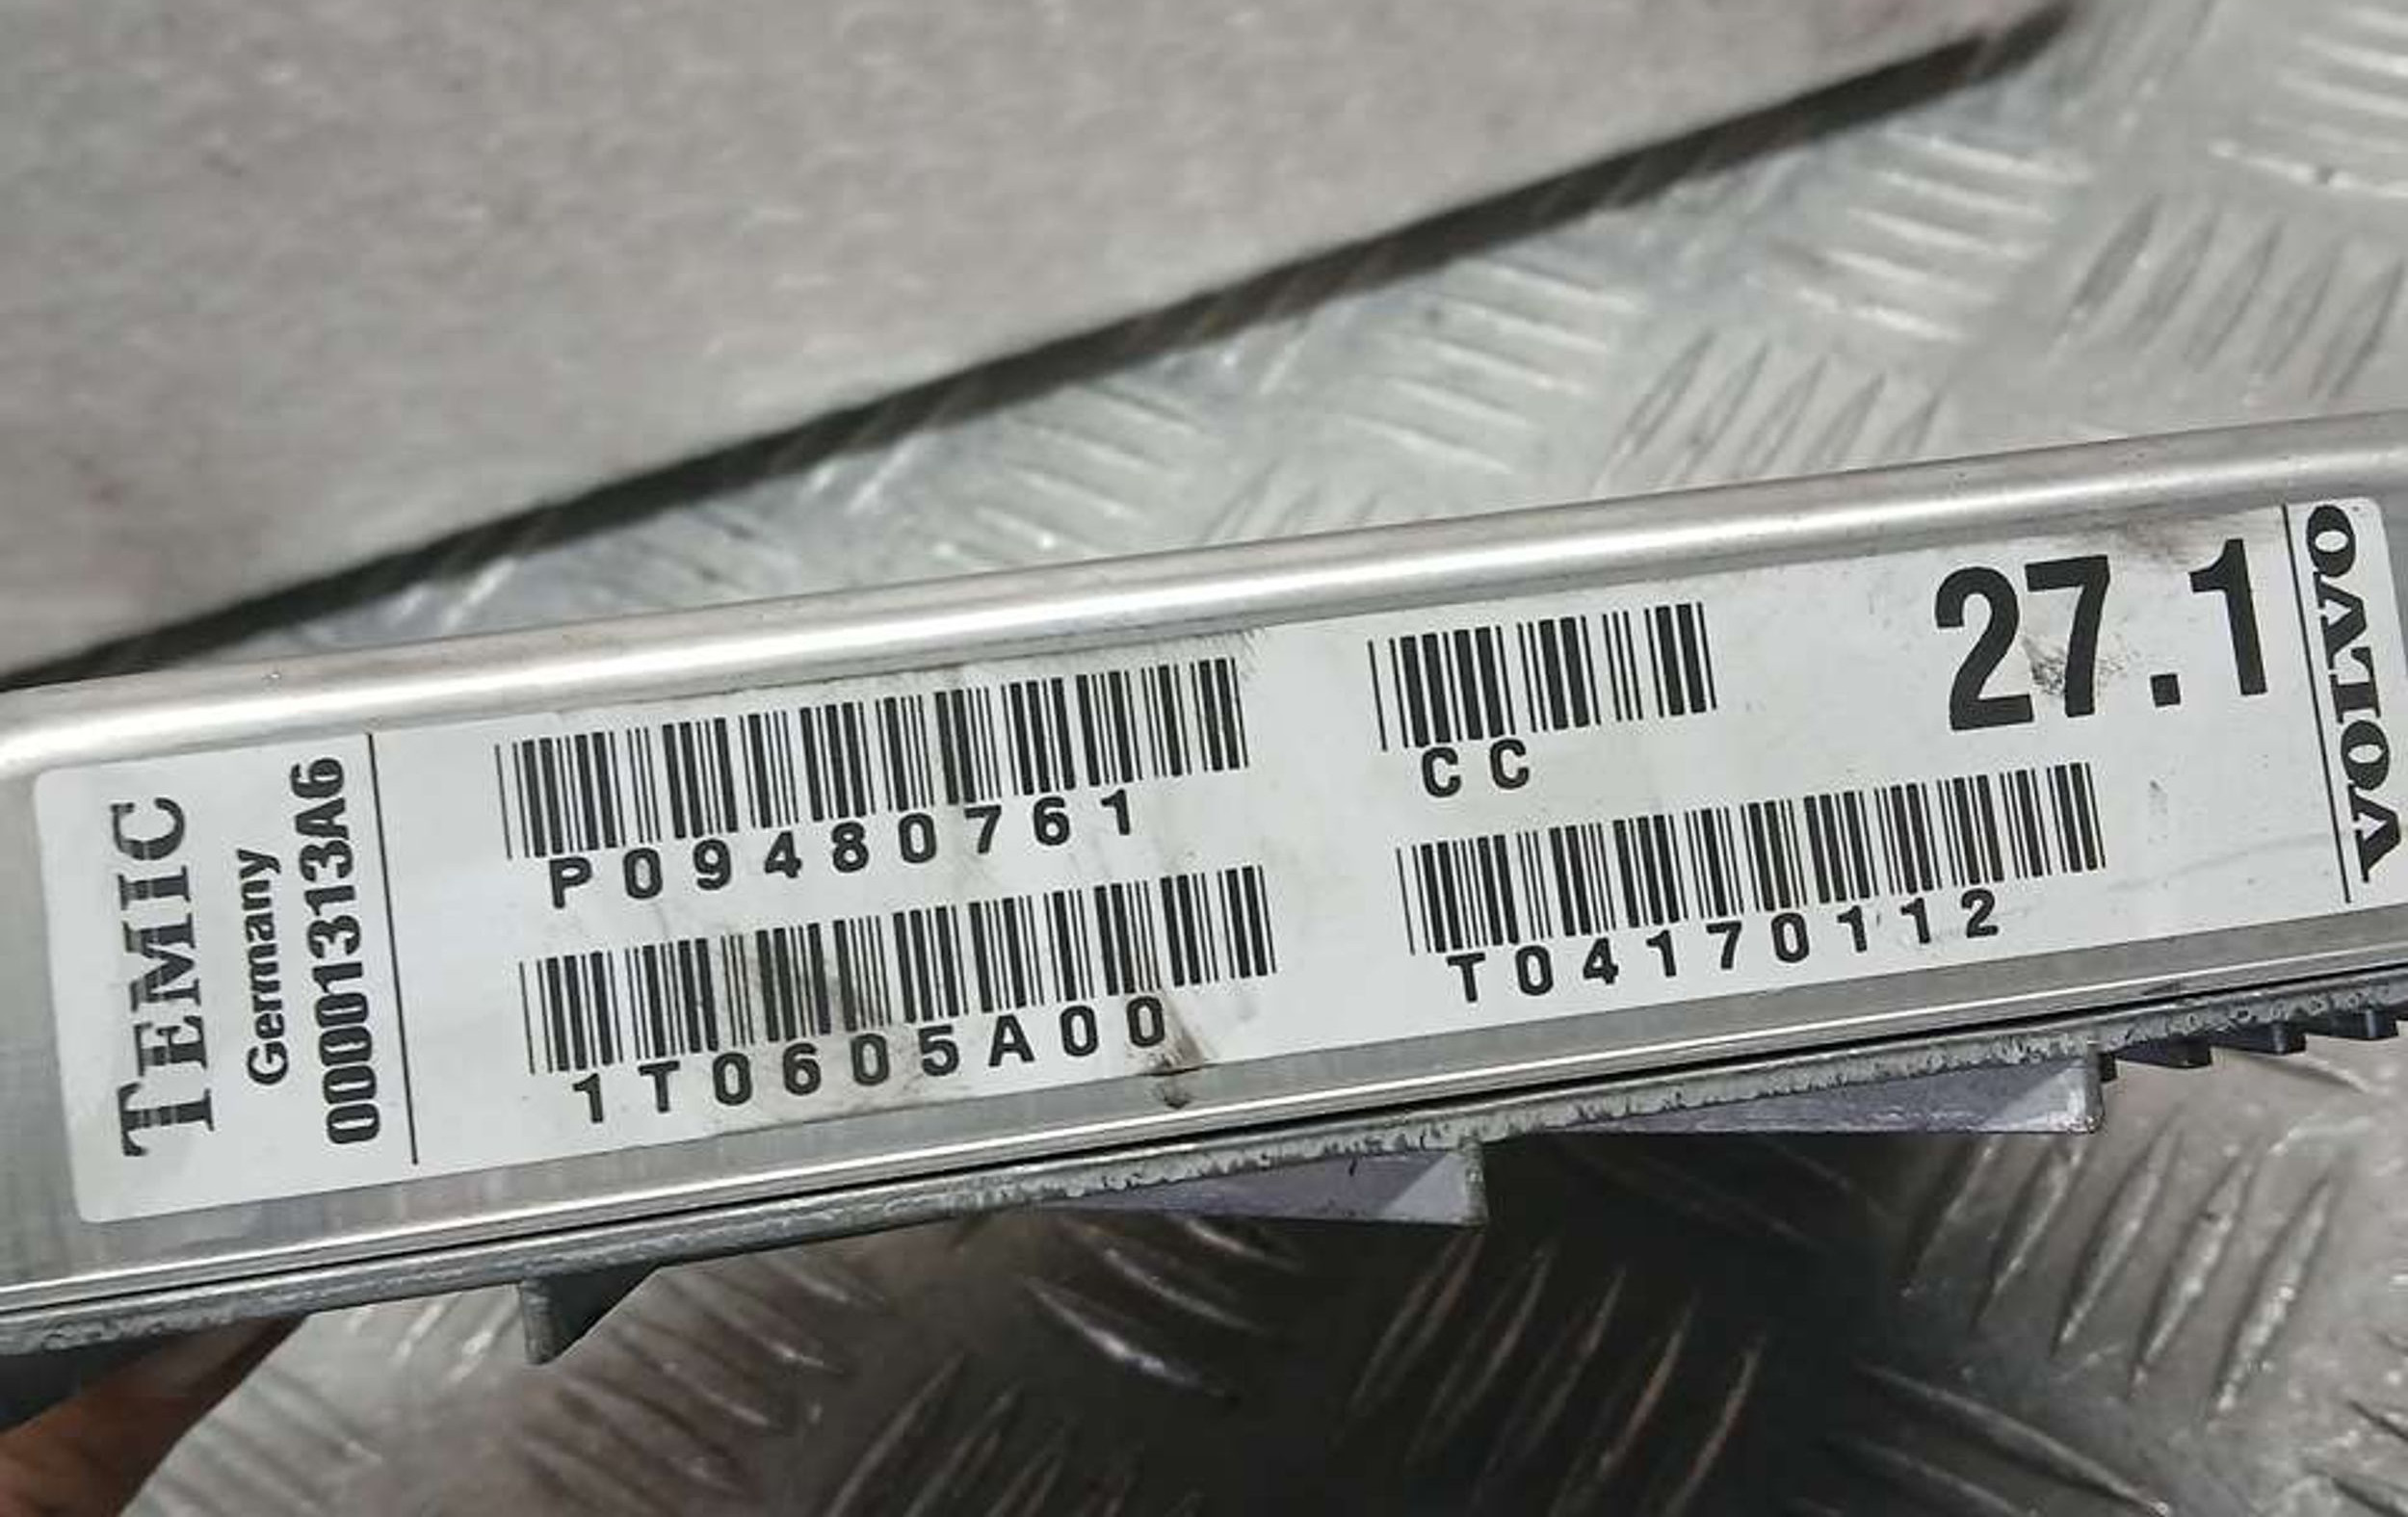 TEMIC
Germany
00001313A6
P09480761
1T0605A00
CC
T04170112
27.1
VOLVO